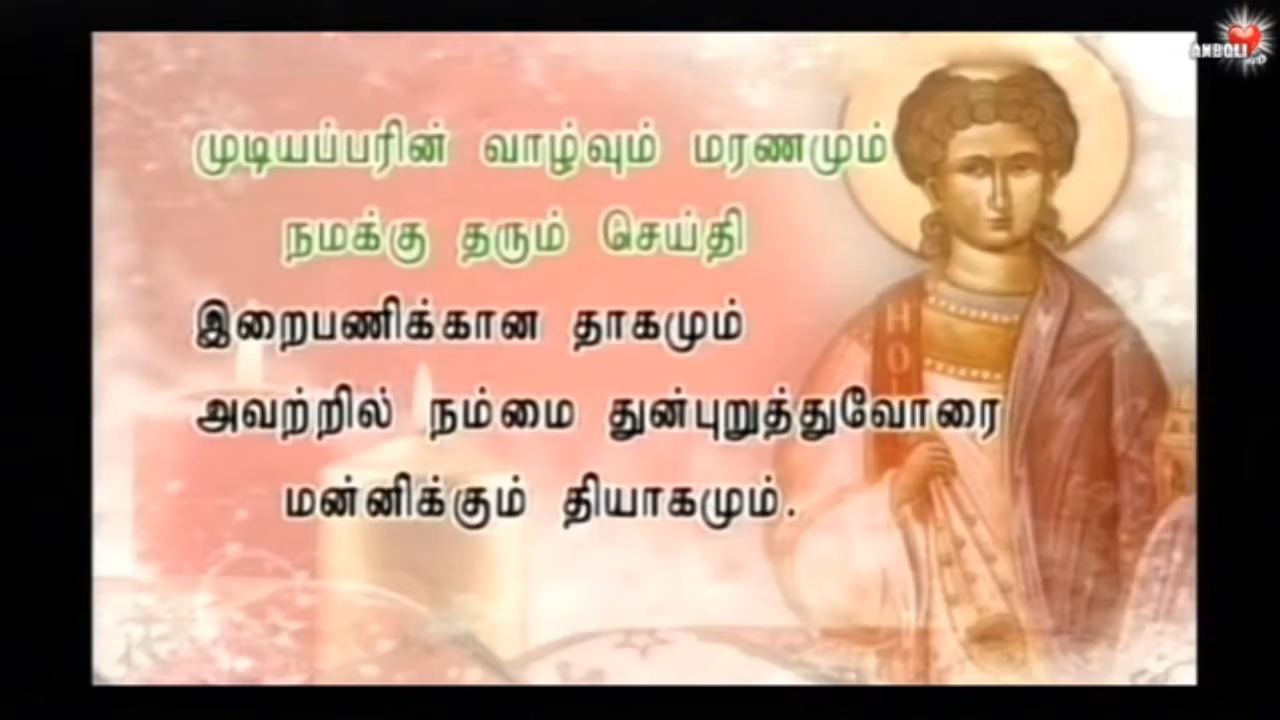 ANBOLI
முடியப்பரின் வாழ்வும் மரணமும்
நமக்கு தரும் செய்தி
இறைபணிக்கான தாகமும்
அவற்றில் நம்மை துன்புறுத்துவோரை
மன்னிக்கும் தியாகமும்.